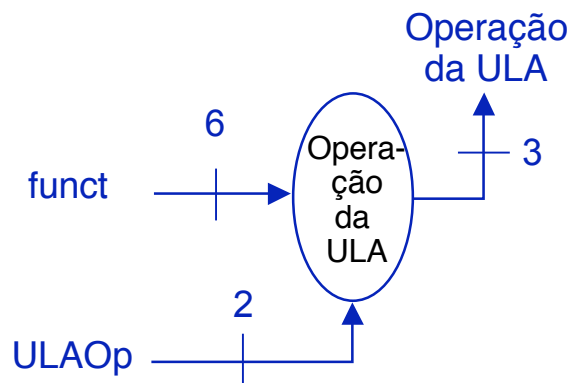 Operação
da ULA
6
Opera-
ção
da
ULA
3
funct
2
ULAOp